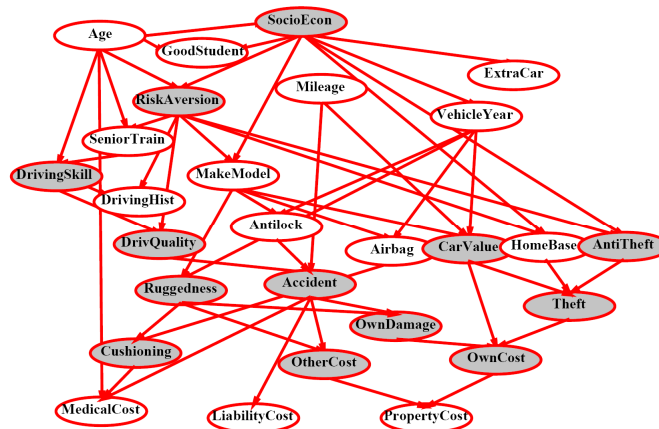 SocioEcon
Age
GoodStudent
ExtraCar
Mileage
RiskAversion
VehicleYear
SeniorTrain
DrivingSkill
MakeModel
DrivingHist
Antilock
DrivQuality
Airbag
CarValue
HomeBase
AntiTheft
Ruggedness
Accident
Theft
OwnDamage
Cushioning
OtherCost
OwnCost
MedicalCost
LiabilityCost
PropertyCost